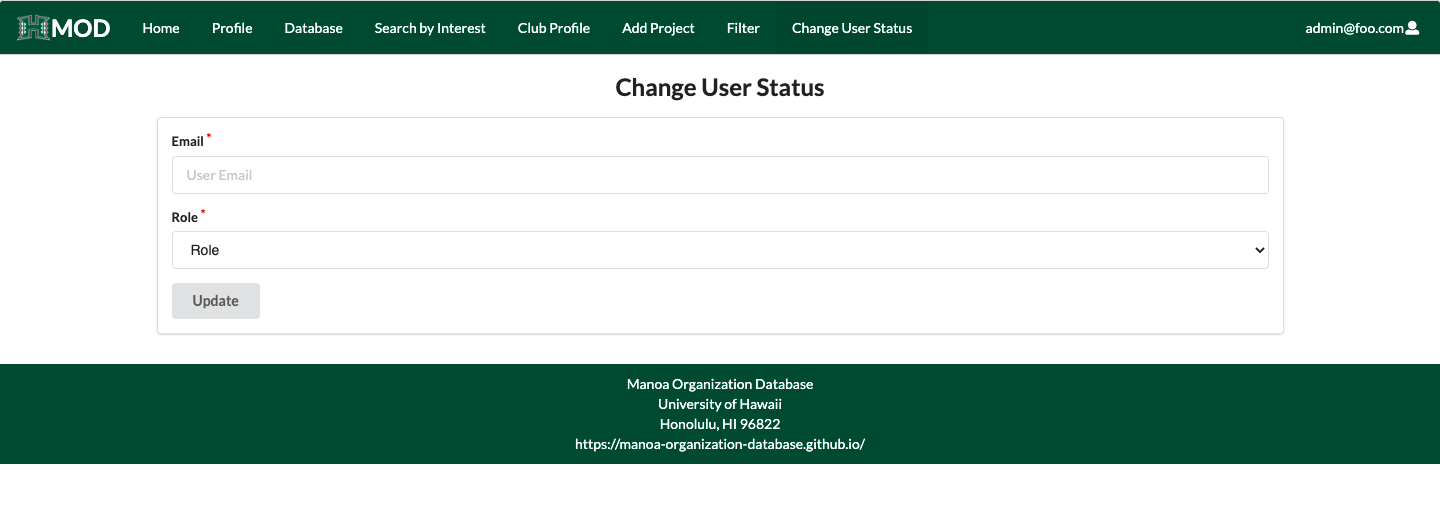 HMOD Home Profile Database Search by Interest Club Profile Add Project Filter Change User Status admin@foo.com
Change User Status
Email *
User Email
Role *
Role
Update
Manoa Organization Database
University of Hawaii
Honolulu, HI 96822
https://manoa-organization-database.github.io/